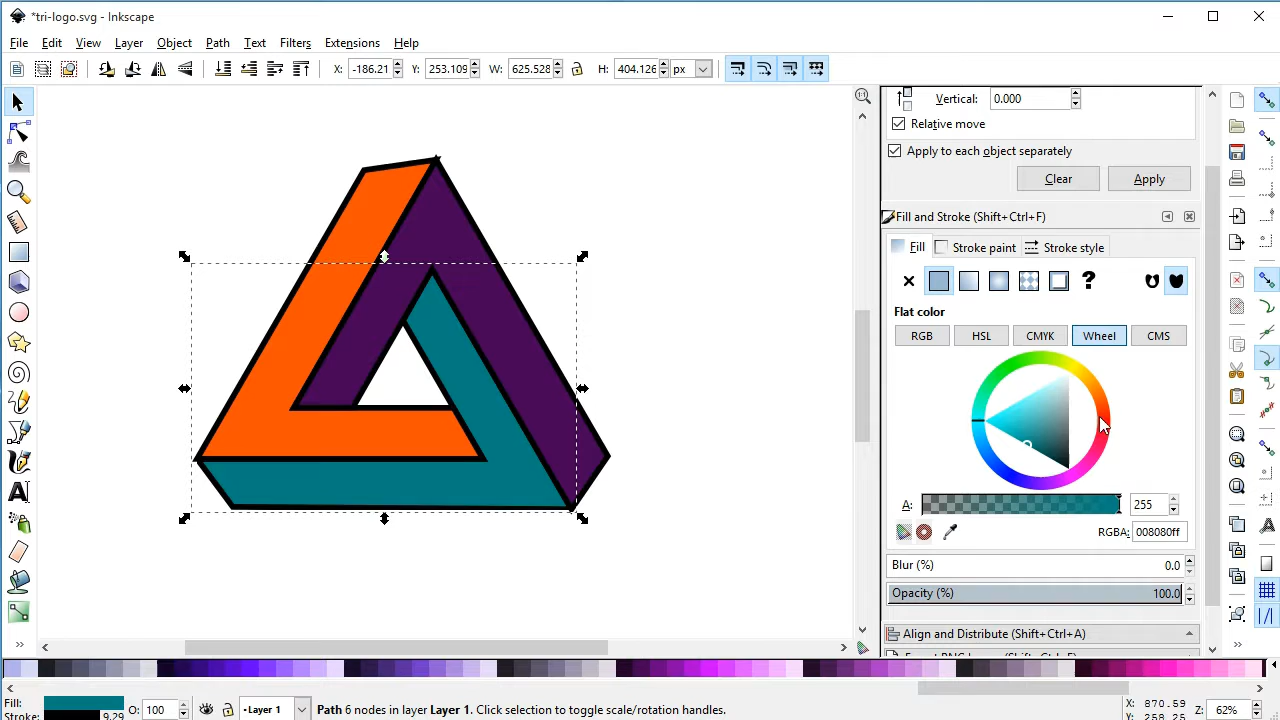 *tri-logo.svg - Inkscape
File Edit View Layer Object Path Text Filters Extensions Help
X: -186.21 Y: 253.109 W: 625.528 H: 404.126 px
Vertical: 0.000
Relative move
Apply to each object separately
Clear Apply
Fill and Stroke (Shift+Ctrl+F)
Fill Stroke paint Stroke style
Flat color
RGB HSL CMYK Wheel CMS
A: 255
RGBA: 008080ff
Blur (%) 0.0
Opacity (%) 100.0
Align and Distribute (Shift+Ctrl+A)
Fill:
Stroke: 9.29
O: 100
Layer 1
Path 6 nodes in layer Layer 1. Click selection to toggle scale/rotation handles.
X: 870.59
Z: 62%